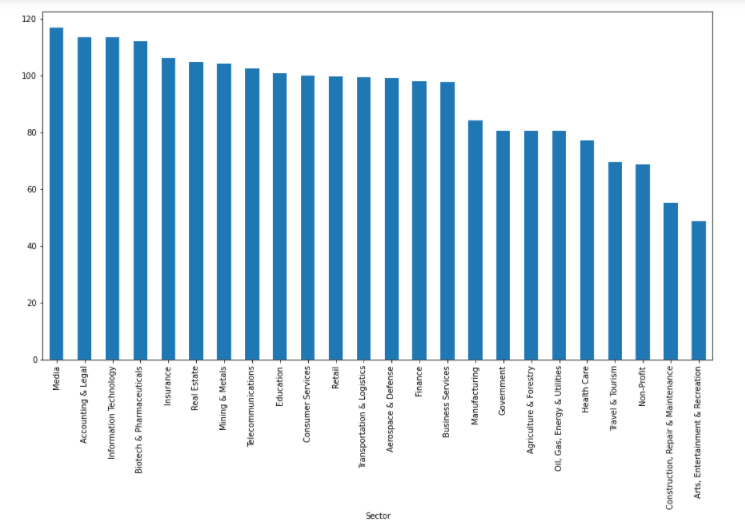 120
100
80
60
40
20
0
Media
Accounting & Legal
Information Technology
Biotech & Pharmaceuticals
Insurance
Real Estate
Mining & Metals
Telecommunications
Education
Consumer Services
Retail
Transportation & Logistics
Aerospace & Defense
Finance
Business Services
Manufacturing
Government
Agriculture & Forestry
Oil, Gas, Energy & Utilities
Health Care
Travel & Tourism
Non-Profit
Construction, Repair & Maintenance
Arts, Entertainment & Recreation
Sector